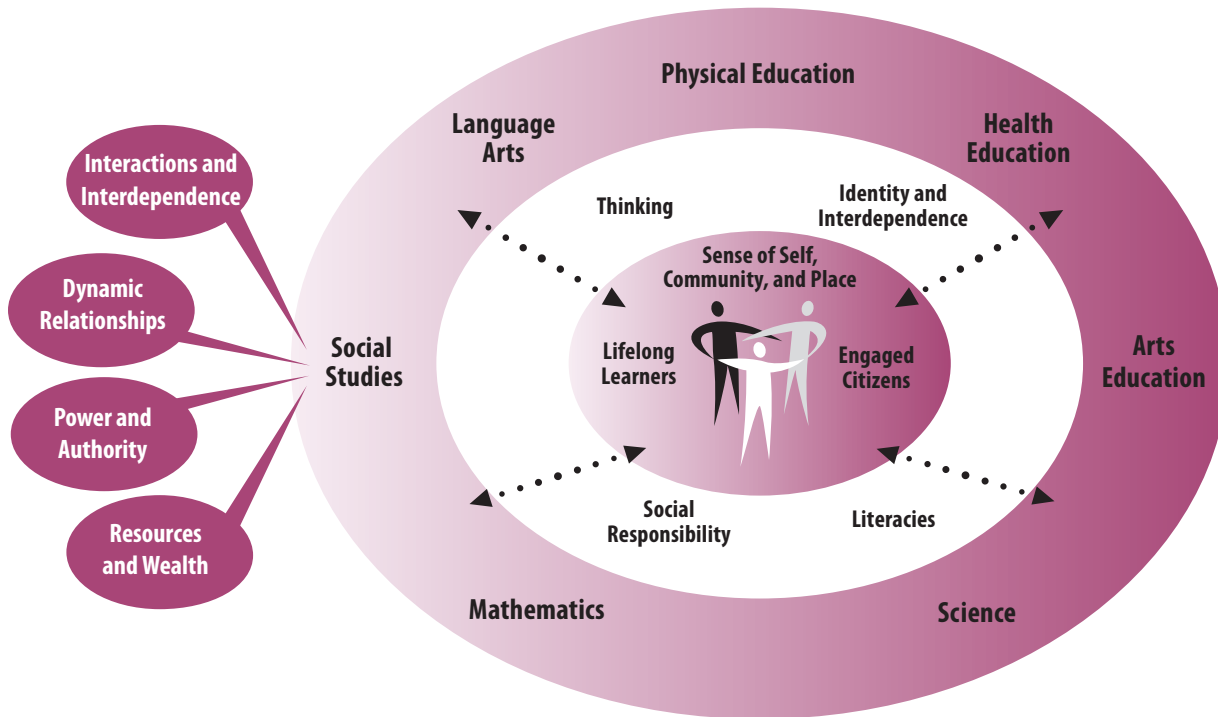 Physical Education
Language
Arts
Health
Education
Interactions and
Interdependence
Thinking
Identity and
Interdependence
Sense of Self,
Community, and Place
Dynamic
Relationships
Social
Studies
Lifelong
Learners
Engaged
Citizens
Arts
Education
Power and
Authority
Social
Responsibility
Literacies
Resources
and Wealth
Mathematics
Science